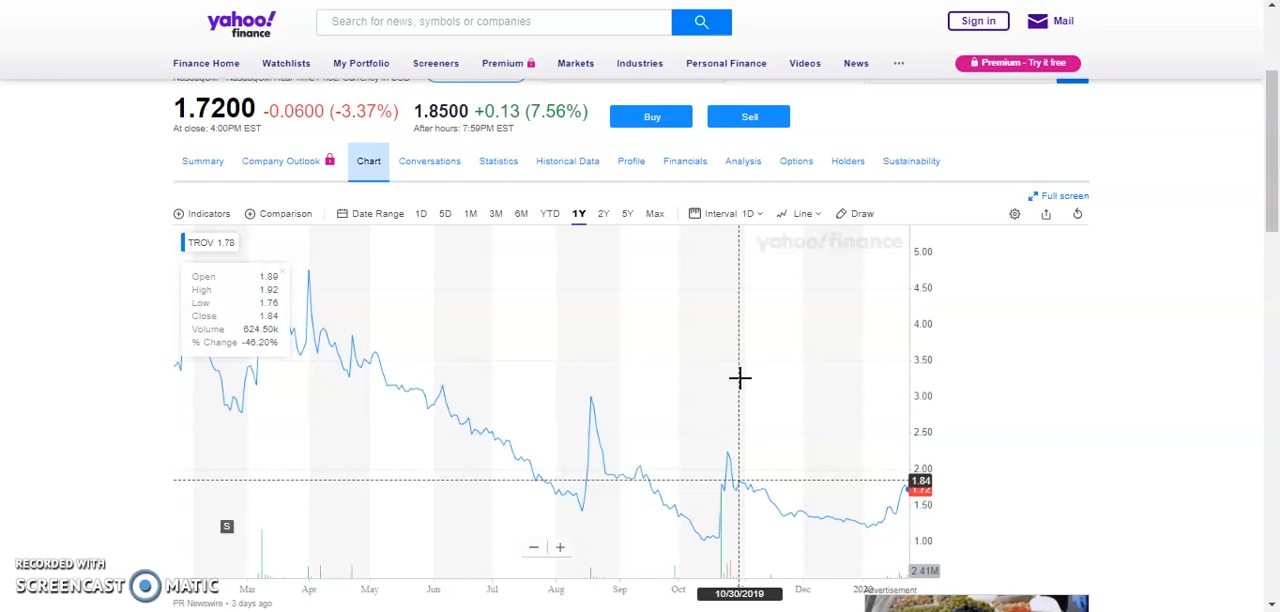 yahoo!
finance
Search for news, symbols or companies
Sign in
Mail
Finance Home Watchlists My Portfolio Screeners Premium Markets Industries Personal Finance Videos News ...
Premium - Try it free
1.7200 -0.0600 (-3.37%) 1.8500 +0.13 (7.56%)
At close: 4:00PM EST After hours: 7:59PM EST
Buy Sell
Summary Company Outlook Chart Conversations Statistics Historical Data Profile Financials Analysis Options Holders Sustainability
Full screen
Indicators Comparison Date Range 1D 5D 1M 3M 6M YTD 1Y 2Y 5Y Max Interval 1D Line Draw
TROV 1.78
yahoo!finance
Open 1.89
High 1.92
Low 1.76
Close 1.84
Volume 624.50k
% Change -46.20%
5.00
4.50
4.00
3.50
3.00
2.50
2.00
1.84
1.72
1.50
1.00
2.41M
S
Mar Apr May Jun Jul Aug Sep Oct 10/30/2019 Dec
Advertisement
RECORDED WITH
SCREENCAST MATIC
PR Newswire • 3 days ago